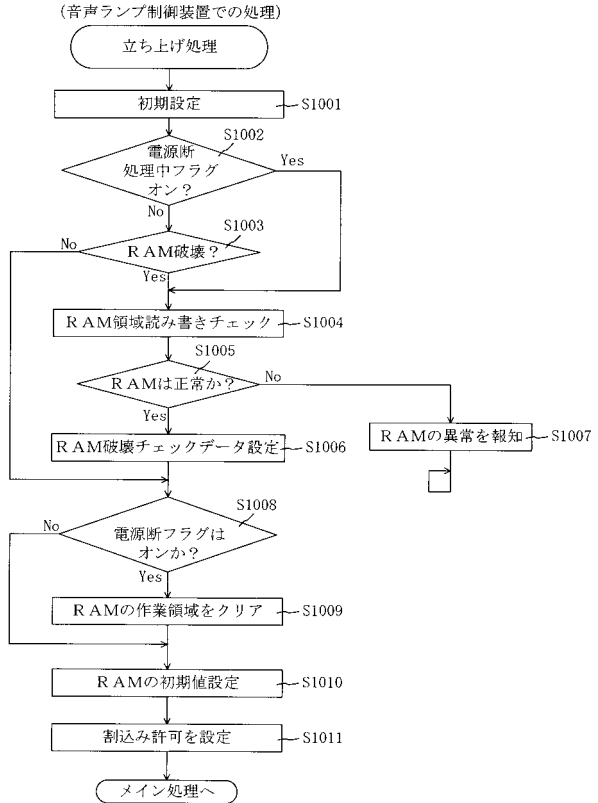 (音声ランプ制御装置での処理)
立ち上げ処理
初期設定
S1001
S1002
電源断
処理中フラグ
オン？
Yes
No
S1003
No
ＲＡＭ破壊？
Yes
ＲＡＭ領域読み書きチェック
S1004
S1005
ＲＡＭは正常か？
No
Yes
ＲＡＭの異常を報知
S1007
ＲＡＭ破壊チェックデータ設定
S1006
S1008
No
電源断フラグは
オンか？
Yes
ＲＡＭの作業領域をクリア
S1009
ＲＡＭの初期値設定
S1010
割込み許可を設定
S1011
メイン処理へ